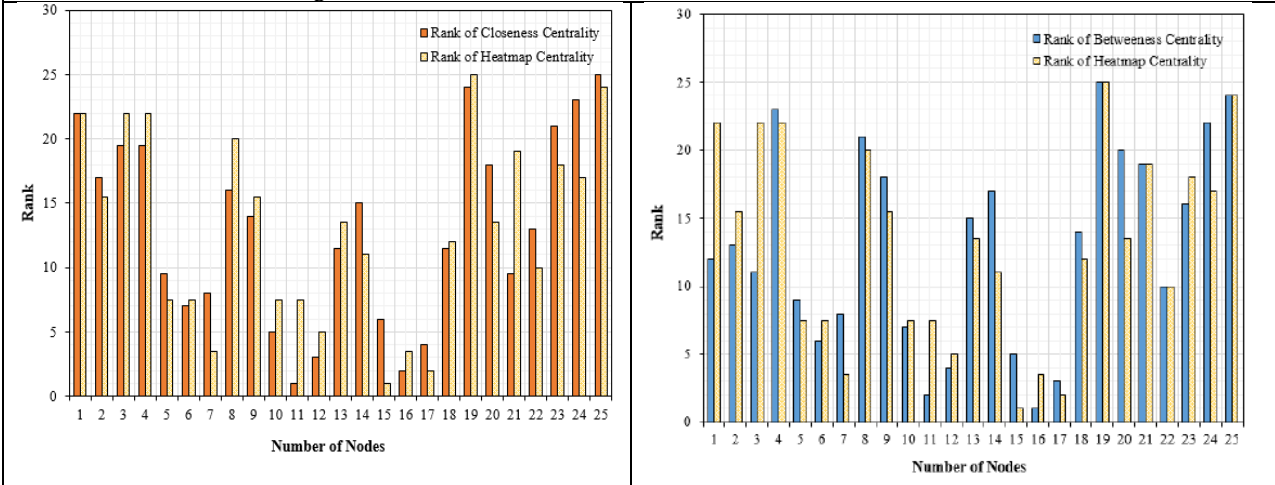 30
Rank of Closeness Centrality
Rank of Heatmap Centrality
25
20
15
10
5
0
Rank
1 2 3 4 5 6 7 8 9 10 11 12 13 14 15 16 17 18 19 20 21 22 23 24 25
Number of Nodes
30
Rank of Betweeness Centrality
Rank of Heatmap Centrality
25
20
15
10
5
0
Rank
1 2 3 4 5 6 7 8 9 10 11 12 13 14 15 16 17 18 19 20 21 22 23 24 25
Number of Nodes